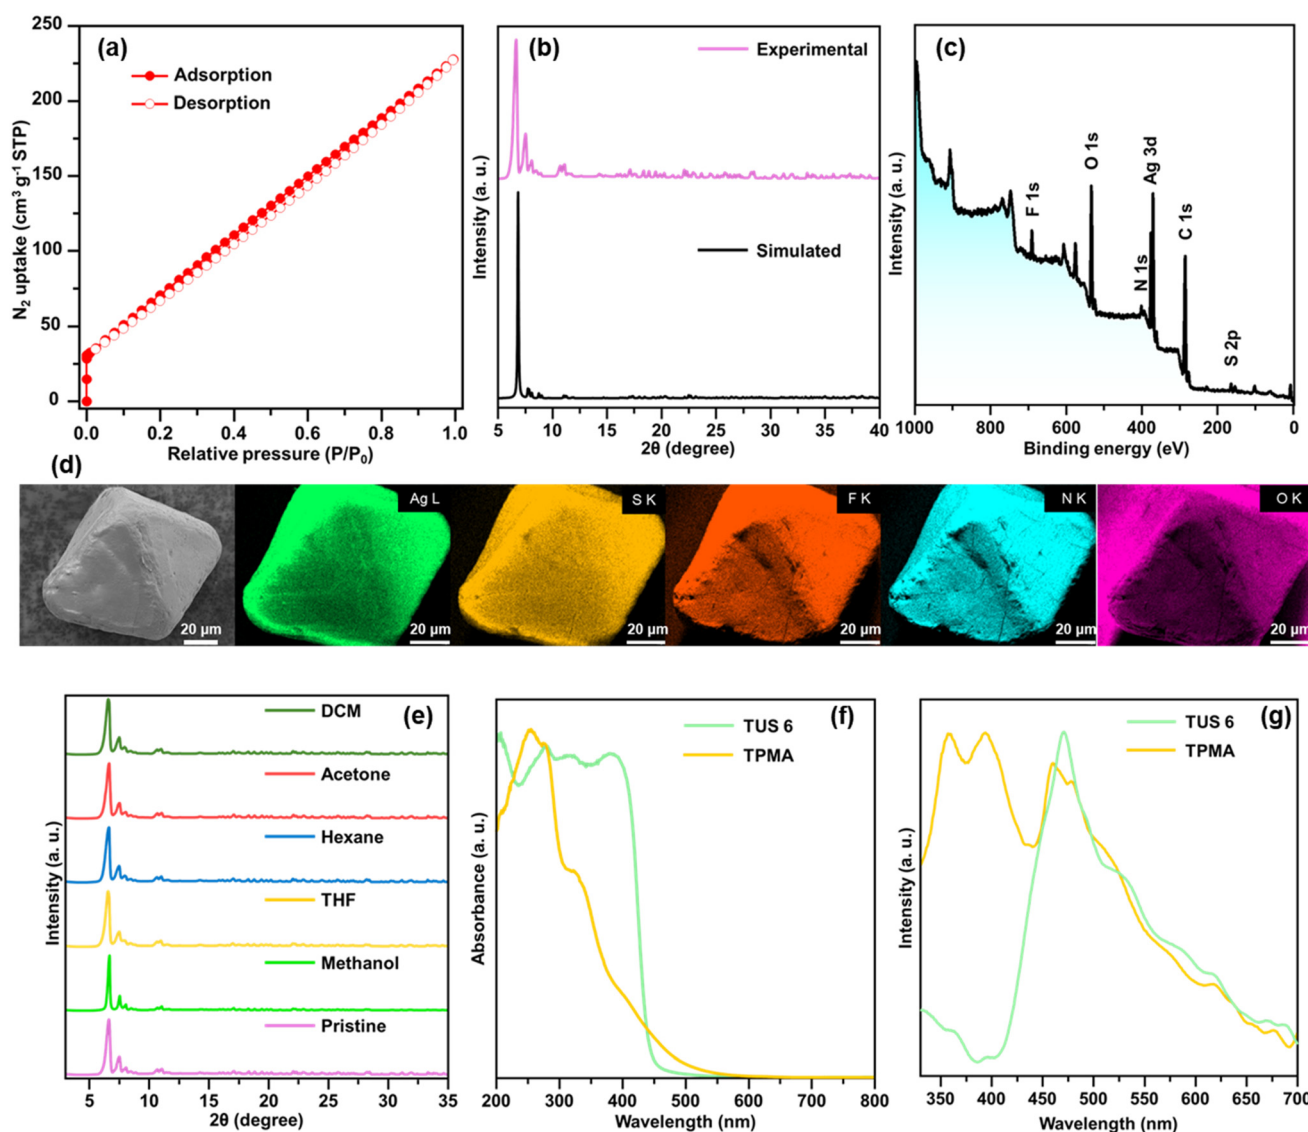 (a)
Adsorption
Desorption
N₂ uptake (cm³ g⁻¹ STP)
250
200
150
100
50
0
0.0 0.2 0.4 0.6 0.8 1.0
Relative pressure (P/P₀)
(b)
Experimental
Simulated
Intensity (a. u.)
5 10 15 20 25 30 35 40
2θ (degree)
(c)
F 1s
O 1s
N 1s
Ag 3d
C 1s
S 2p
Intensity (a. u.)
1000 800 600 400 200 0
Binding energy (eV)
(d)
Ag L
S K
F K
N K
O K
20 µm
20 µm
20 µm
20 µm
20 µm
20 µm
(e)
DCM
Acetone
Hexane
THF
Methanol
Pristine
Intensity (a. u.)
5 10 15 20 25 30 35
2θ (degree)
(f)
TUS 6
TPMA
Absorbance (a. u.)
200 300 400 500 600 700 800
Wavelength (nm)
(g)
TUS 6
TPMA
Intensity (a. u.)
350 400 450 500 550 600 650 700
Wavelength (nm)